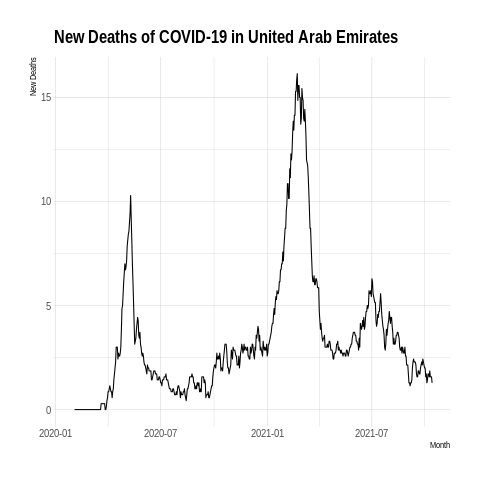 New Deaths of COVID-19 in United Arab Emirates
New Deaths
15
10
5
0
2020-01
2020-07
2021-01
2021-07
Month